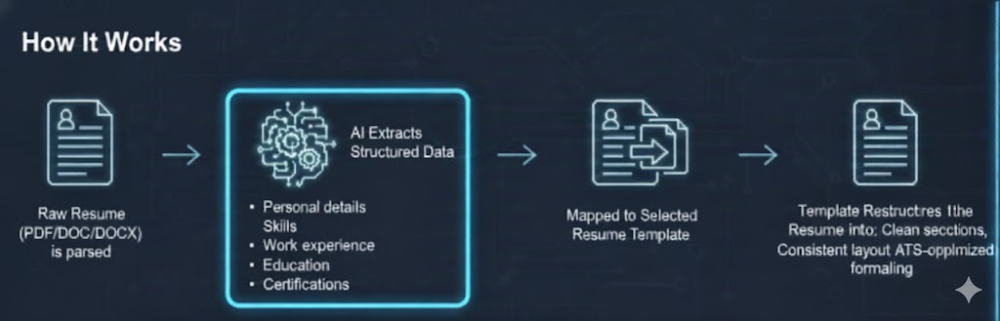 How It Works
Raw Resume
(PDF/DOC/DOCX)
is parsed
AI Extracts
Structured Data
• Personal details
Skills
• Work experience
• Education
• Certifications
Mapped to Selected
Resume Template
Template Restructres 1the
Resume into: Clean secctions,
Consistent layout ATS-opplmized
formaling